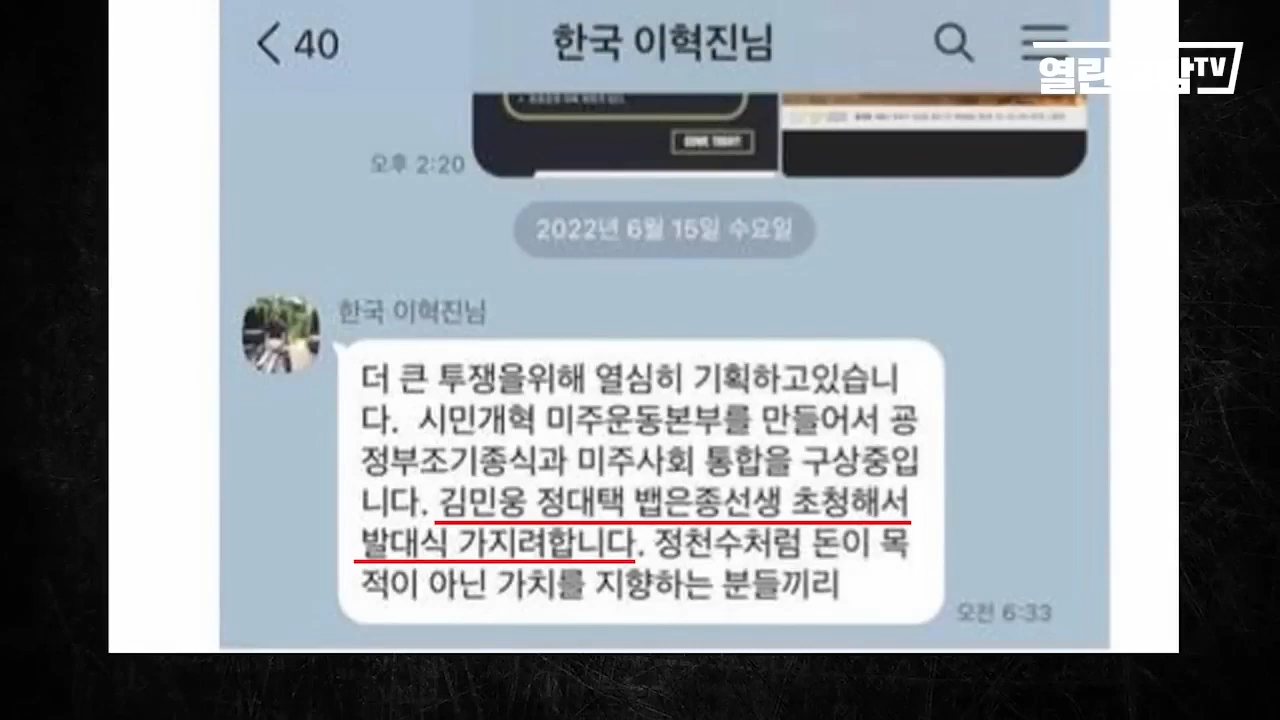 40
한국 이혁진님
TV
오후 2:20
2022년 6월 15일 수요일
한국 이혁진님
더 큰 투쟁을위해 열심히 기획하고있습니
다. 시민개혁 미주운동본부를 만들어서 굥
정부조기종식과 미주사회 통합을 구상중입
니다. 김민웅 정대택 뱁은종선생 초청해서
발대식 가지려합니다. 정천수처럼 돈이 목
적이 아닌 가치를 지향하는 분들끼리
오전 6:33